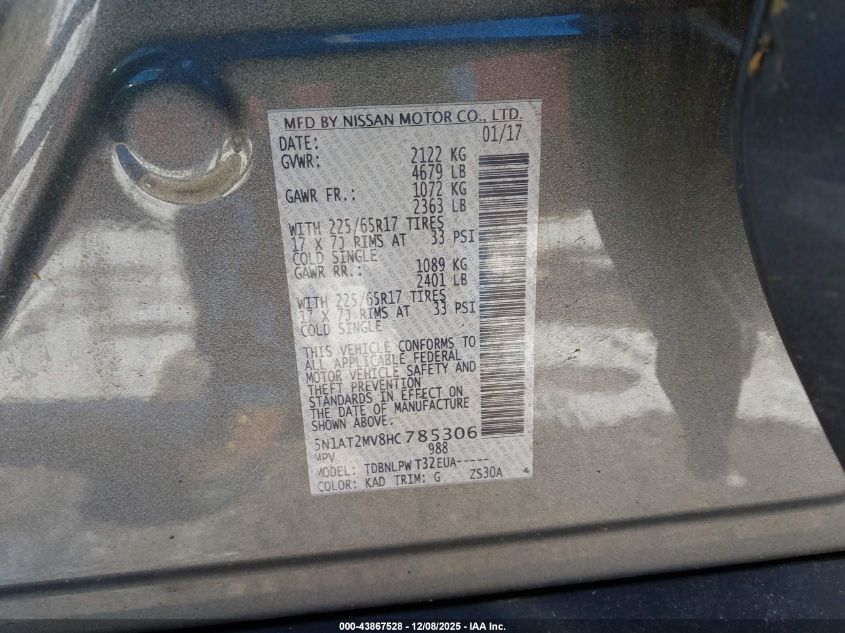 MFD BY NISSAN MOTOR CO., LTD.
DATE: 01/17
GVWR: 2122 KG
4679 LB
GAWR FR.: 1072 KG
2363 LB
WITH 225/65R17 TIRES
17 X 7J RIMS AT 33 PSI
COLD SINGLE
GAWR RR.: 1089 KG
2401 LB
WITH 225/65R17 TIRES
17 X 7J RIMS AT 33 PSI
COLD SINGLE
THIS VEHICLE CONFORMS TO
ALL APPLICABLE FEDERAL
MOTOR VEHICLE SAFETY AND
THEFT PREVENTION
STANDARDS IN EFFECT ON
THE DATE OF MANUFACTURE
SHOWN ABOVE.
5N1AT2MV8HC785306
MPV 988
MODEL: TDBNLPW T32EUA-----
COLOR: KAD TRIM: G ZS30A
000-43867528 - 12/08/2025 - IAA Inc.